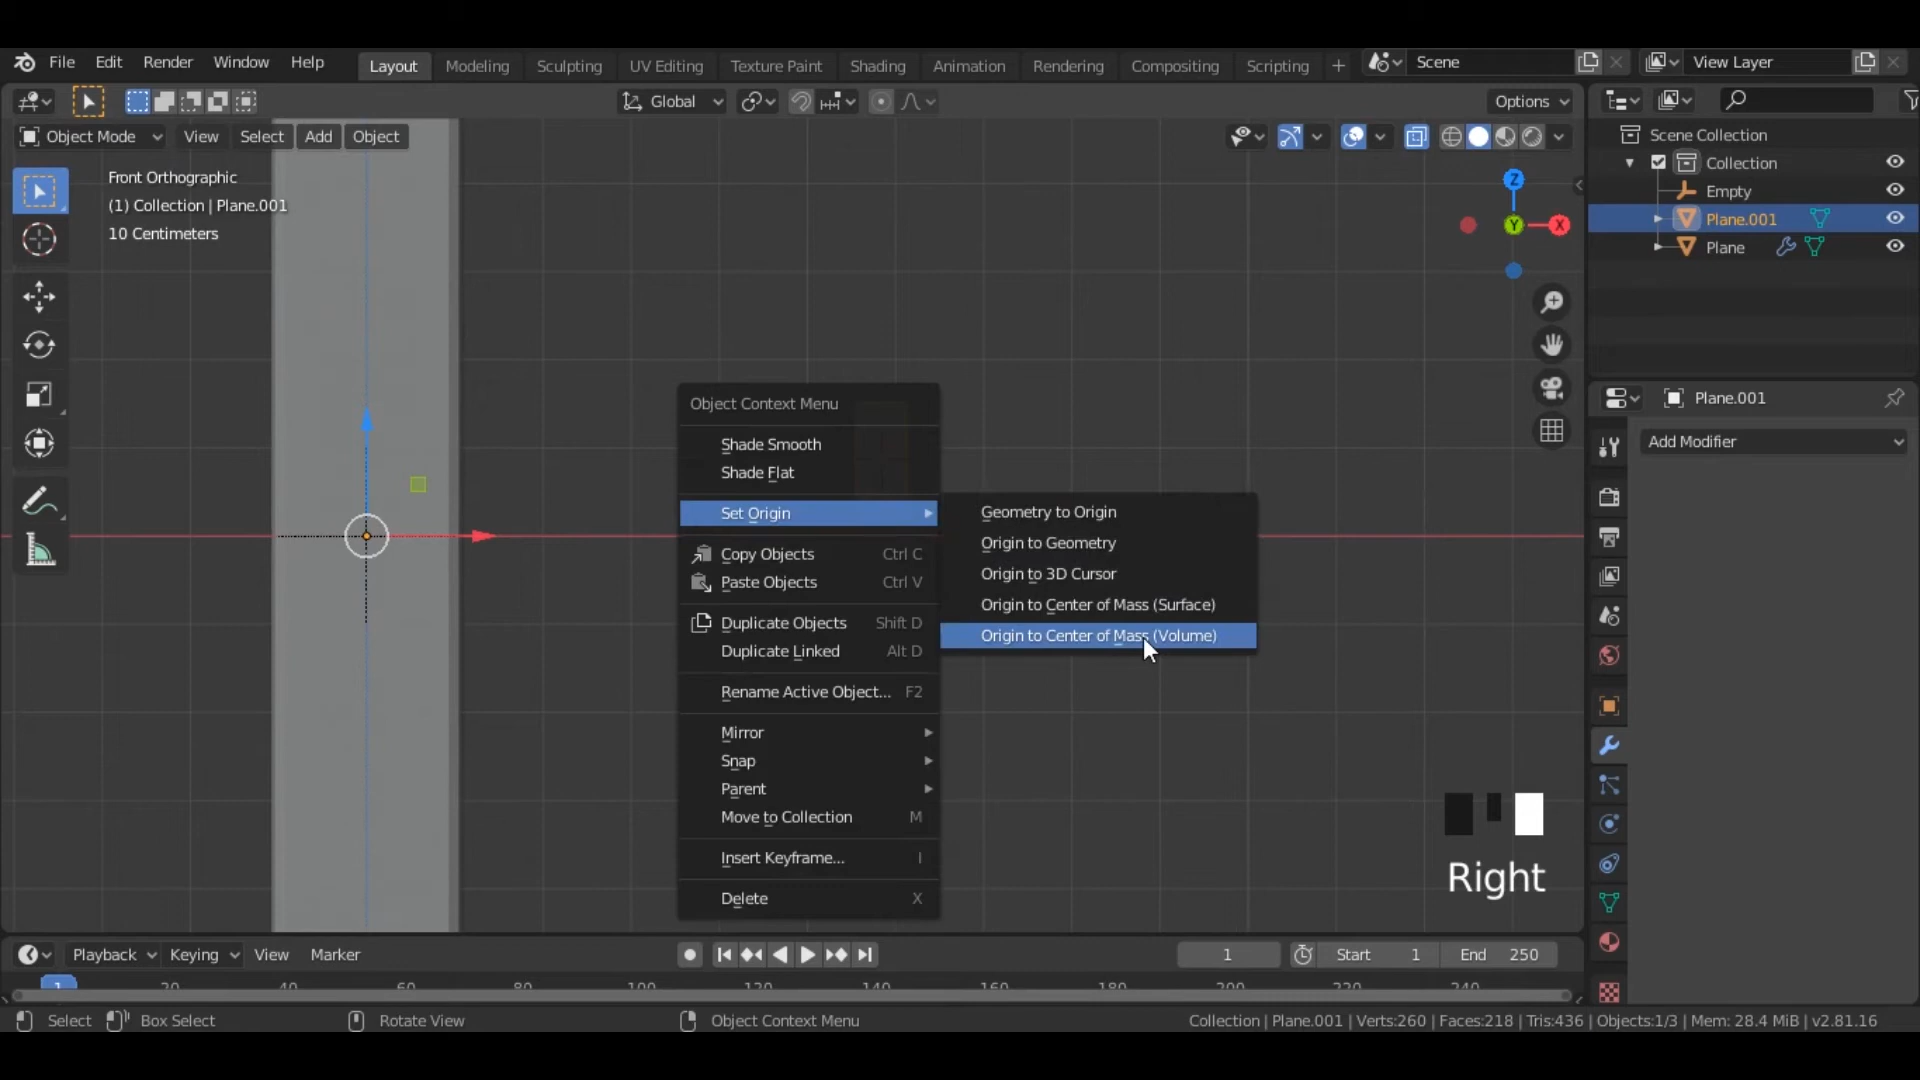 File Edit Render Window Help Layout Modeling Sculpting UV Editing Texture Paint Shading Animation Rendering Compositing Scripting + Scene View Layer
Global Options
Object Mode View Select Add Object
Scene Collection
Collection
Empty
Plane.001
Plane
Front Orthographic
(1) Collection | Plane.001
10 Centimeters
Z
Y
X
Plane.001
Add Modifier
Object Context Menu
Shade Smooth
Shade Flat
Set Origin
Copy Objects Ctrl C
Paste Objects Ctrl V
Duplicate Objects Shift D
Duplicate Linked Alt D
Rename Active Object... F2
Mirror
Snap
Parent
Move to Collection M
Insert Keyframe... I
Delete X
Geometry to Origin
Origin to Geometry
Origin to 3D Cursor
Origin to Center of Mass (Surface)
Origin to Center of Mass (Volume)
Right
Playback Keying View Marker 1 Start 1 End 250
1 20 40 60 80 100 120 140 160 180 200 220 240
Select Box Select Rotate View Object Context Menu Collection | Plane.001 | Verts:260 | Faces:218 | Tris:436 | Objects:1/3 | Mem: 28.4 MiB | v2.81.16